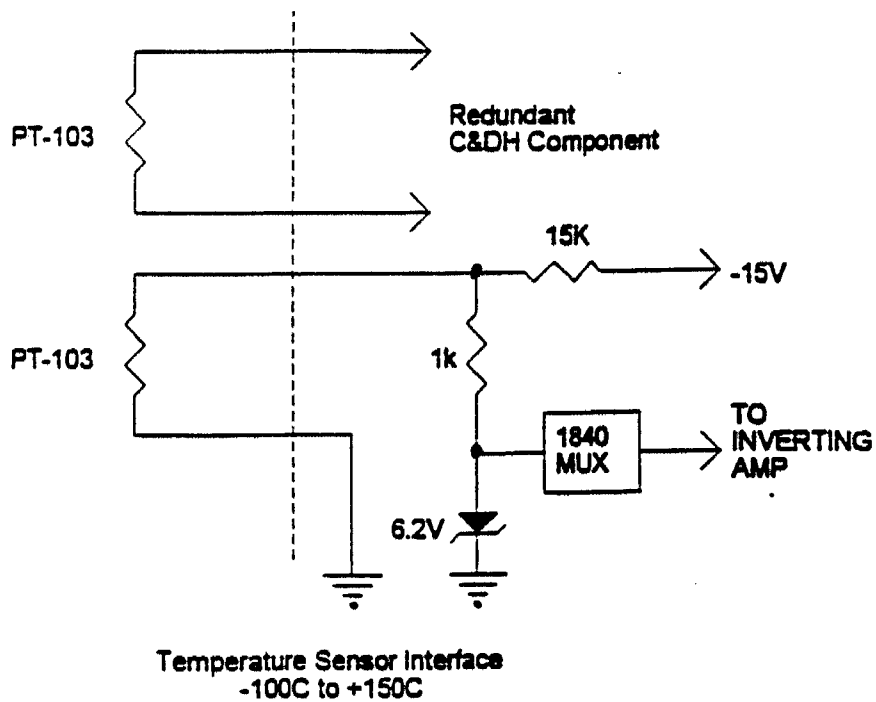 PT-103
Redundant
C&DH Component
15K
-15V
PT-103
1k
1840
MUX
TO
INVERTING
AMP
6.2V
Temperature Sensor Interface
-100C to +150C